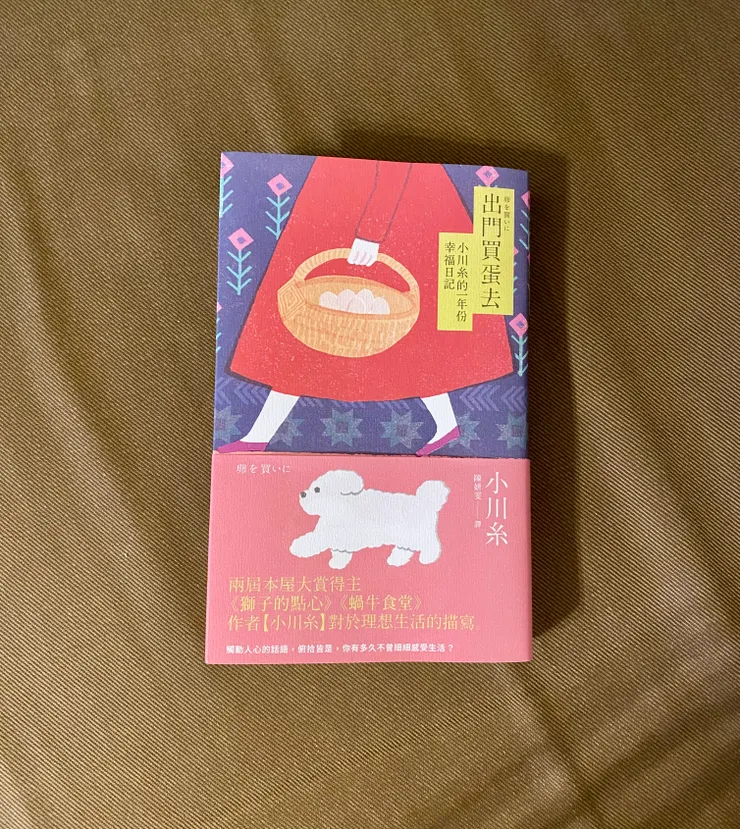 卵を買いに
出門買蛋去
小川糸的一年份
幸福日記
卵を買いに
小川糸
陳妍雯——譯
兩屆本屋大賞得主
《獅子的點心》《蝸牛食堂》
作者【小川糸】對於理想生活的描寫。
觸動人心的話語，俯拾皆是，你有多久不曾細細感受生活？